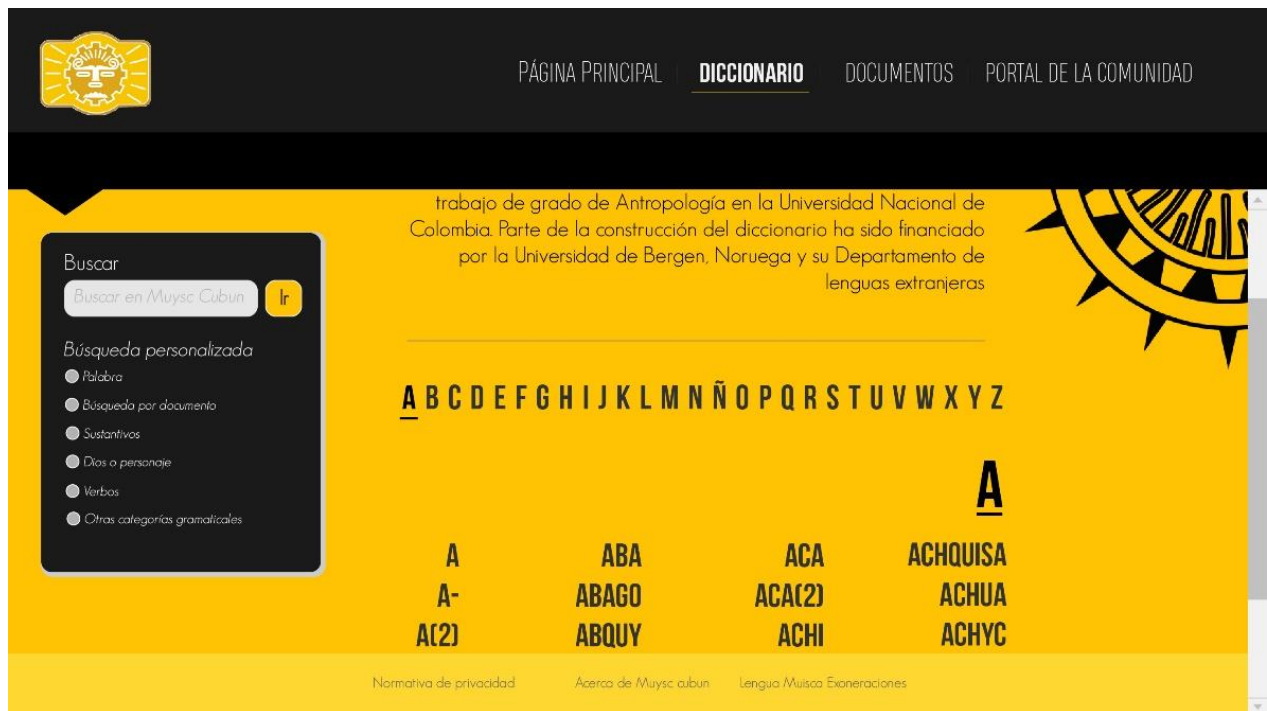 PÁGINA PRINCIPAL DICCIONARIO DOCUMENTOS PORTAL DE LA COMUNIDAD
trabajo de grado de Antropología en la Universidad Nacional de
Colombia. Parte de la construcción del diccionario ha sido financiado
por la Universidad de Bergen, Noruega y su Departamento de
lenguas extranjeras
Buscar
Buscar en Muysc Cubun Ir
Búsqueda personalizada
Palabra
Búsqueda por documento
Sustantivos
Dios o personaje
Verbos
Otras categorías gramaticales
A B C D E F G H I J K L M N Ñ O P Q R S T U V W X Y Z
A
A ABA ACA ACHQUISA
A- ABAGO ACA(2) ACHUA
A(2) ABQUY ACHI ACHYC
Normativa de privacidad Acerca de Muysc cubun Lengua Muisca Exoneraciones